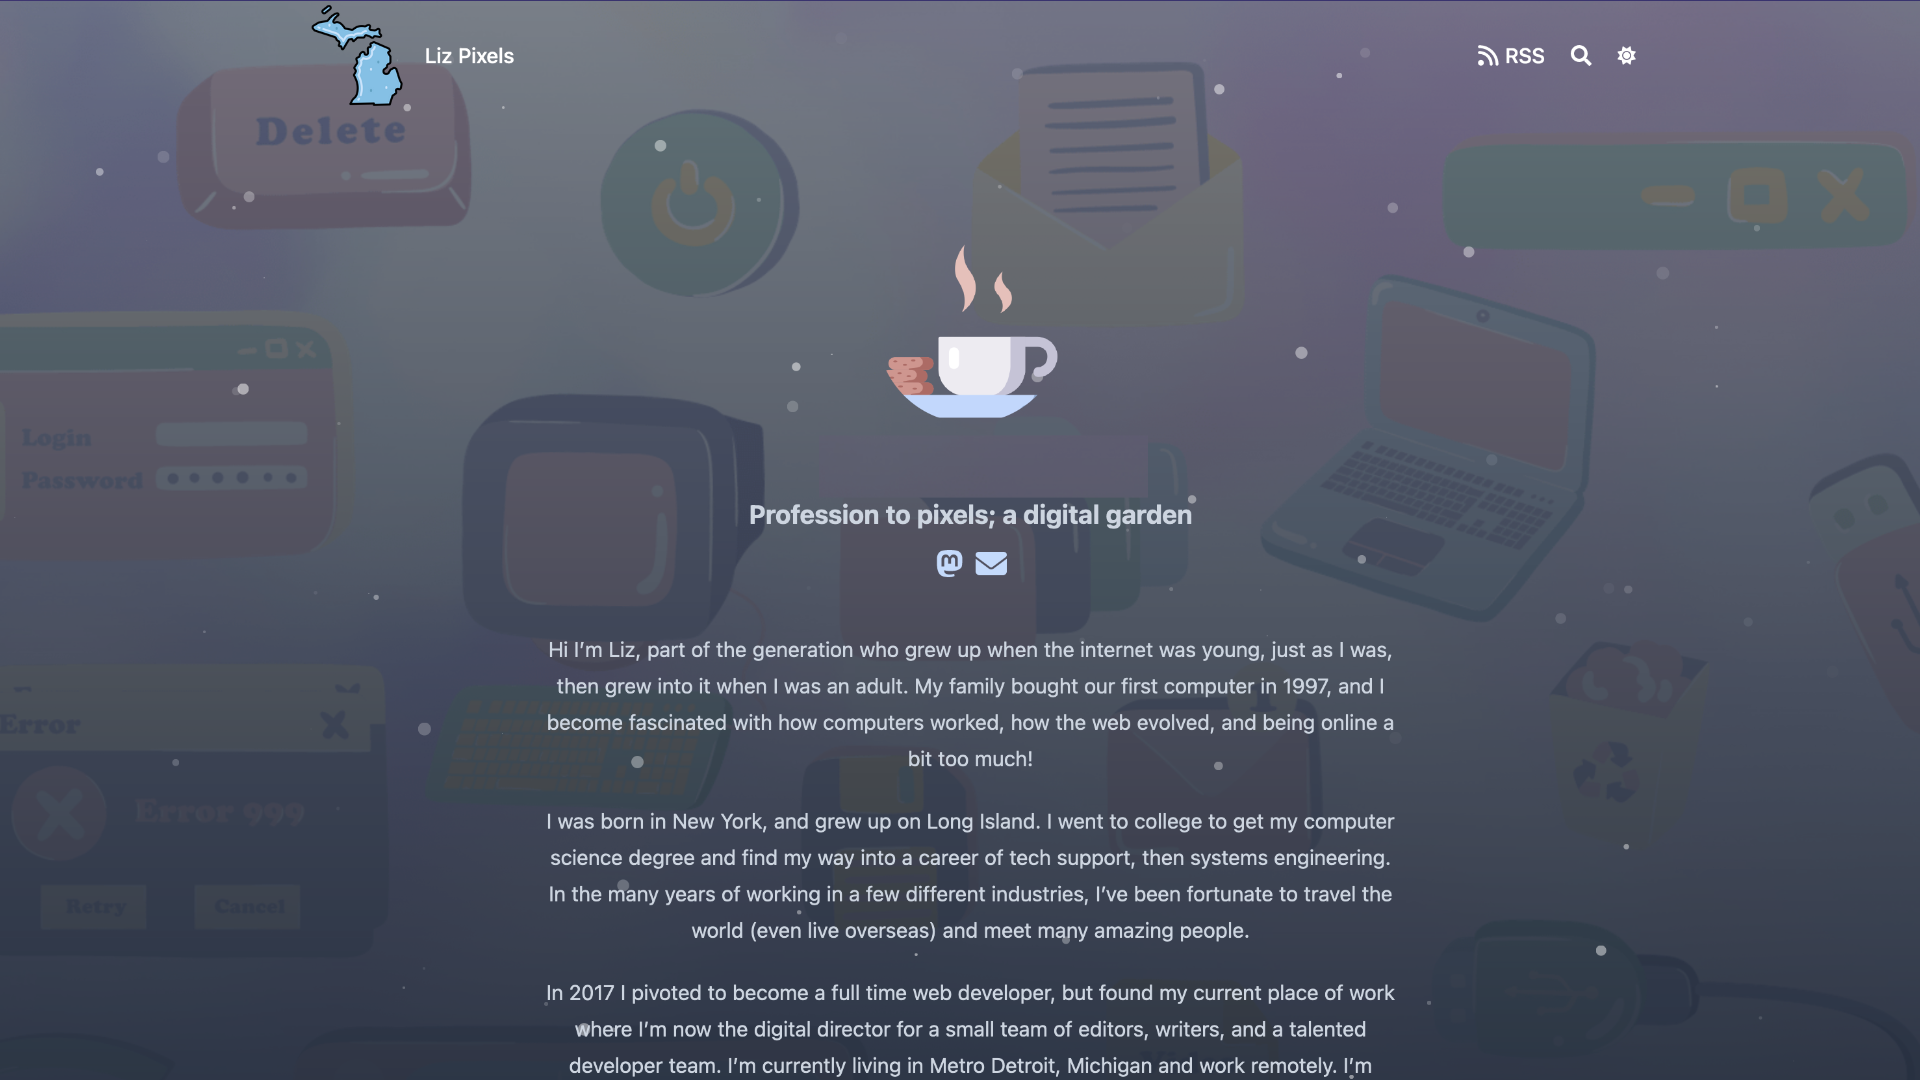 Liz Pixels
RSS
Delete
Login
Password
Profession to pixels; a digital garden
Hi I’m Liz, part of the generation who grew up when the internet was young, just as I was,
then grew into it when I was an adult. My family bought our first computer in 1997, and I
become fascinated with how computers worked, how the web evolved, and being online a
bit too much!
Error
Error 999
Retry
Cancel
I was born in New York, and grew up on Long Island. I went to college to get my computer
science degree and find my way into a career of tech support, then systems engineering.
In the many years of working in a few different industries, I’ve been fortunate to travel the
world (even live overseas) and meet many amazing people.
In 2017 I pivoted to become a full time web developer, but found my current place of work
where I’m now the digital director for a small team of editors, writers, and a talented
developer team. I’m currently living in Metro Detroit, Michigan and work remotely. I’m